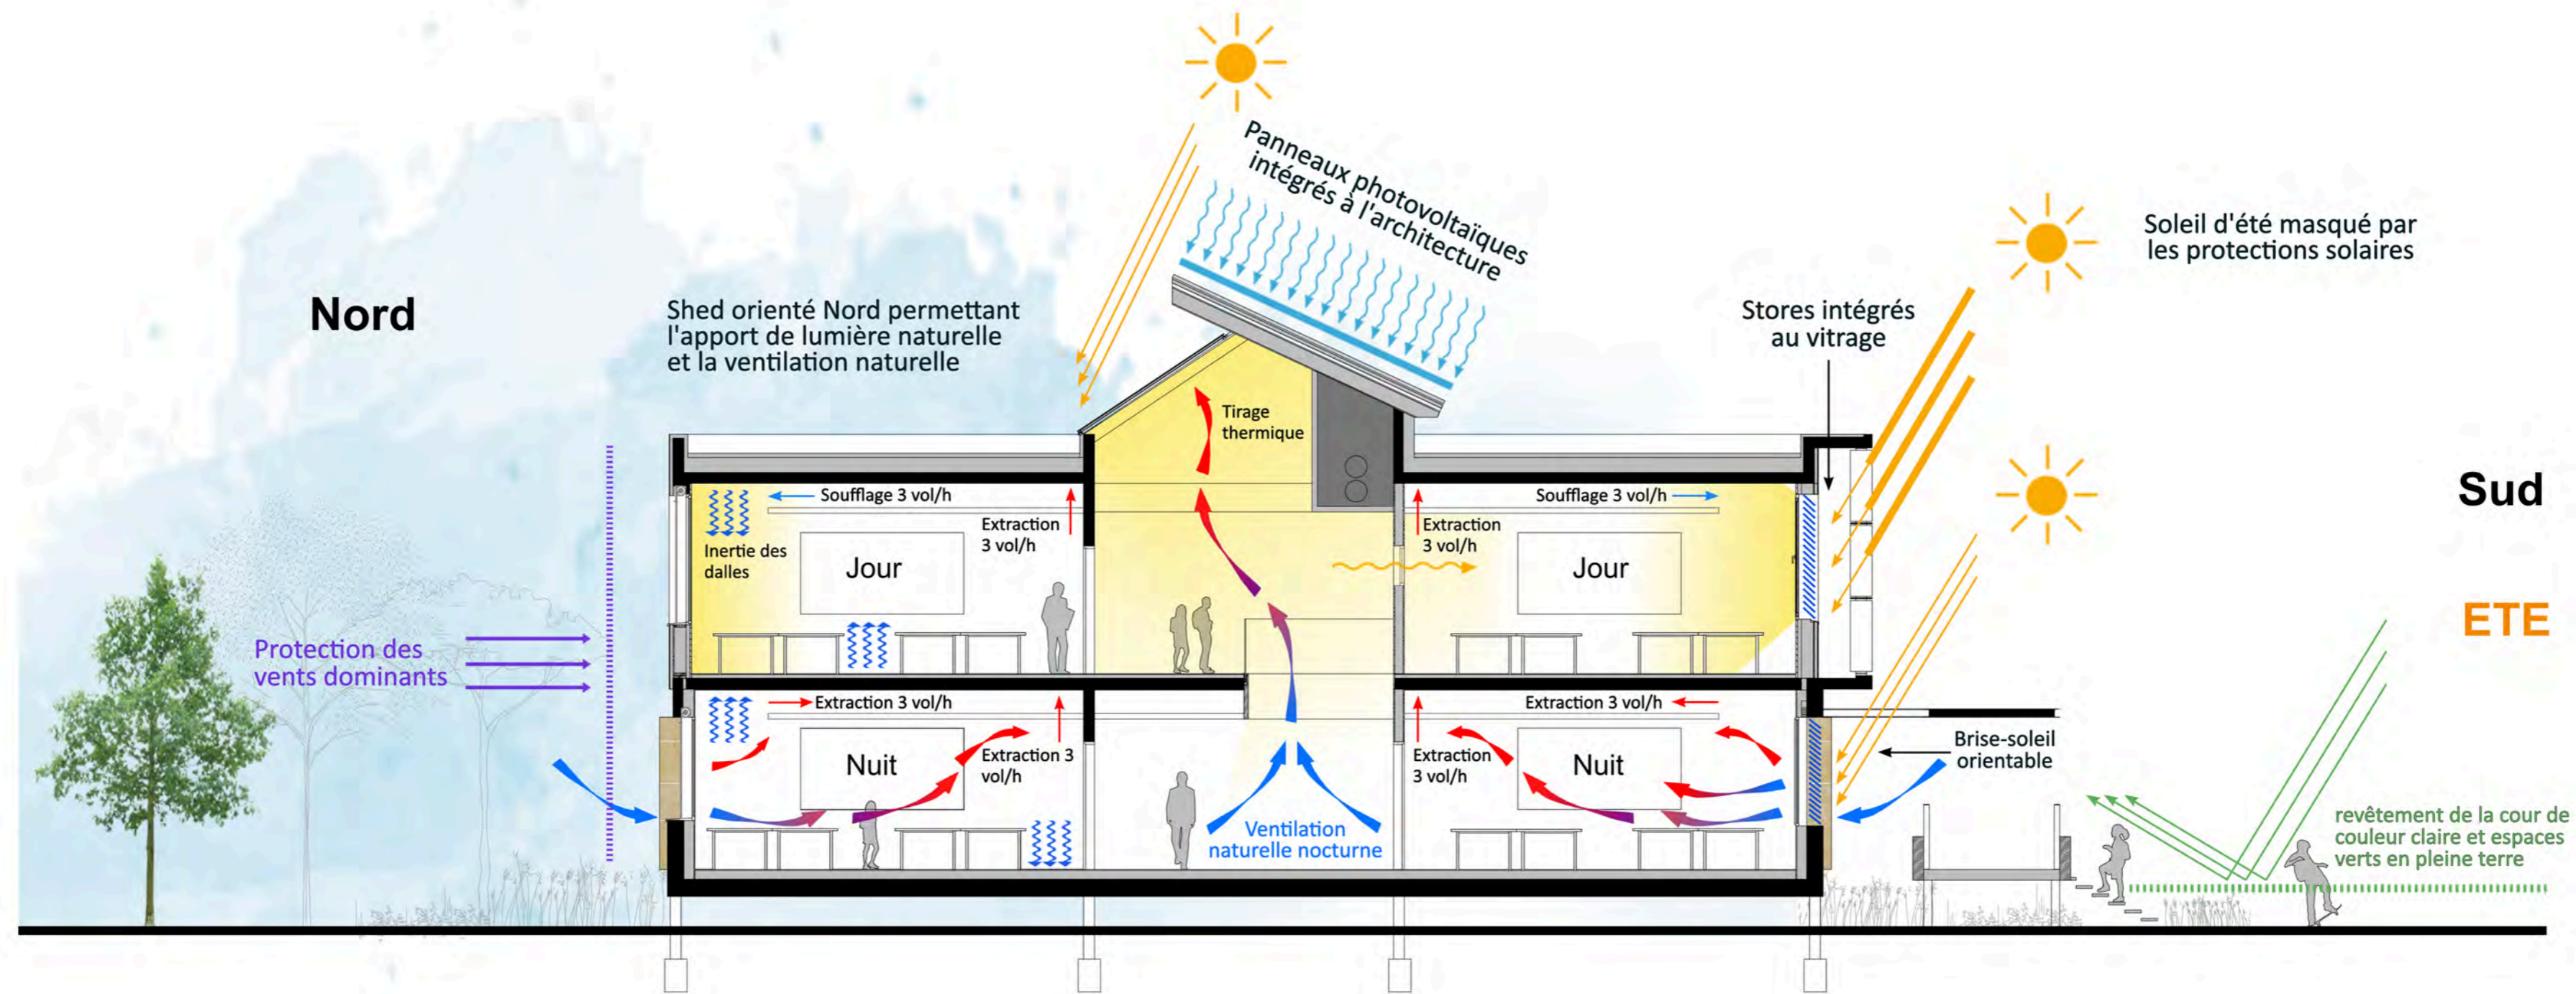 Panneaux photovoltaïques
intégrés à l'architecture
Soleil d'été masqué par
les protections solaires
Nord
Shed orienté Nord permettant
l'apport de lumière naturelle
et la ventilation naturelle
Stores intégrés
au vitrage
Tirage
thermique
Sud
Soufflage 3 vol/h
Extraction
3 vol/h
Inertie des
dalles
Jour
Extraction
3 vol/h
Soufflage 3 vol/h
Jour
ETE
Protection des
vents dominants
Extraction 3 vol/h
Nuit
Extraction 3
vol/h
Extraction 3 vol/h
Extraction
3 vol/h
Nuit
Brise-soleil
orientable
Ventilation
naturelle nocturne
revêtement de la cour de
couleur claire et espaces
verts en pleine terre